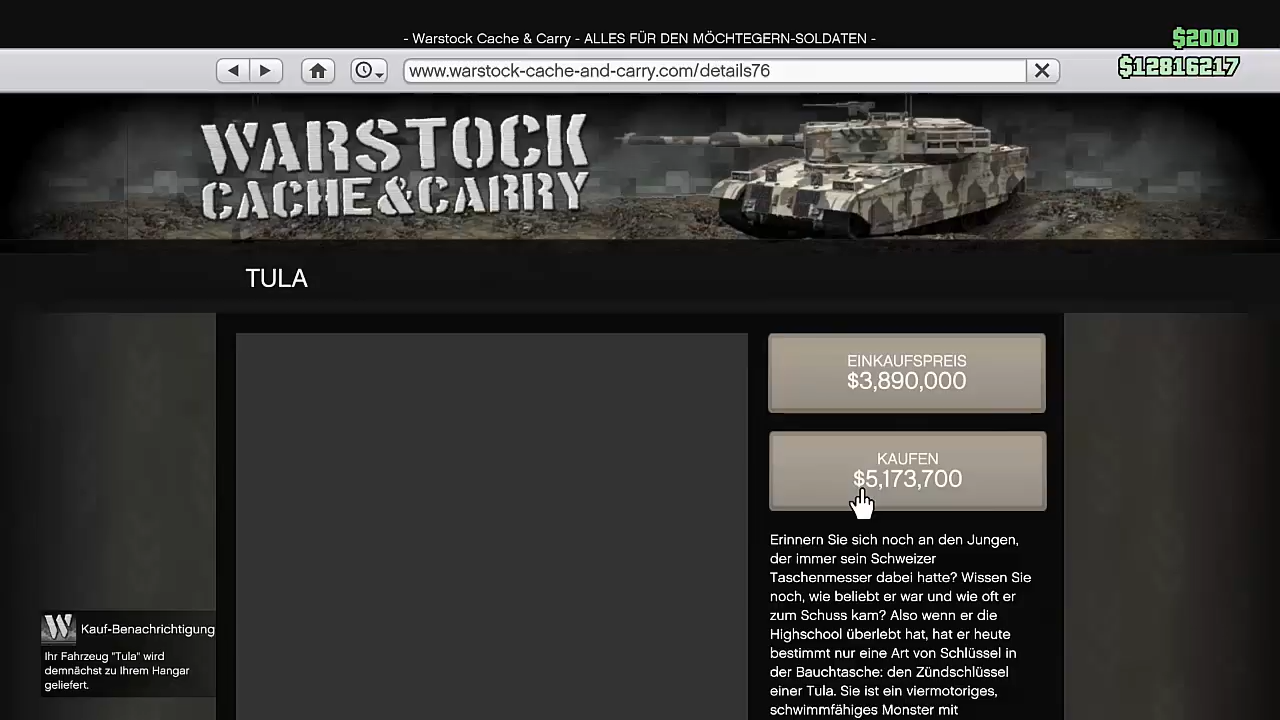 - Warstock Cache & Carry - ALLES FÜR DEN MÖCHTEGERN-SOLDATEN -
$2000
www.warstock-cache-and-carry.com/details76
$12816217
WARSTOCK
CACHE&CARRY
TULA
EINKAUFSPREIS
$3,890,000
KAUFEN
$5,173,700
Erinnern Sie sich noch an den Jungen,
der immer sein Schweizer
Taschenmesser dabei hatte? Wissen Sie
noch, wie beliebt er war und wie oft er
zum Schuss kam? Also wenn er die
Highschool überlebt hat, hat er heute
bestimmt nur eine Art von Schlüssel in
der Bauchtasche: den Zündschlüssel
einer Tula. Sie ist ein viermotoriges,
schwimmfähiges Monster mit
W
Kauf-Benachrichtigung
Ihr Fahrzeug "Tula" wird
demnächst zu Ihrem Hangar
geliefert.